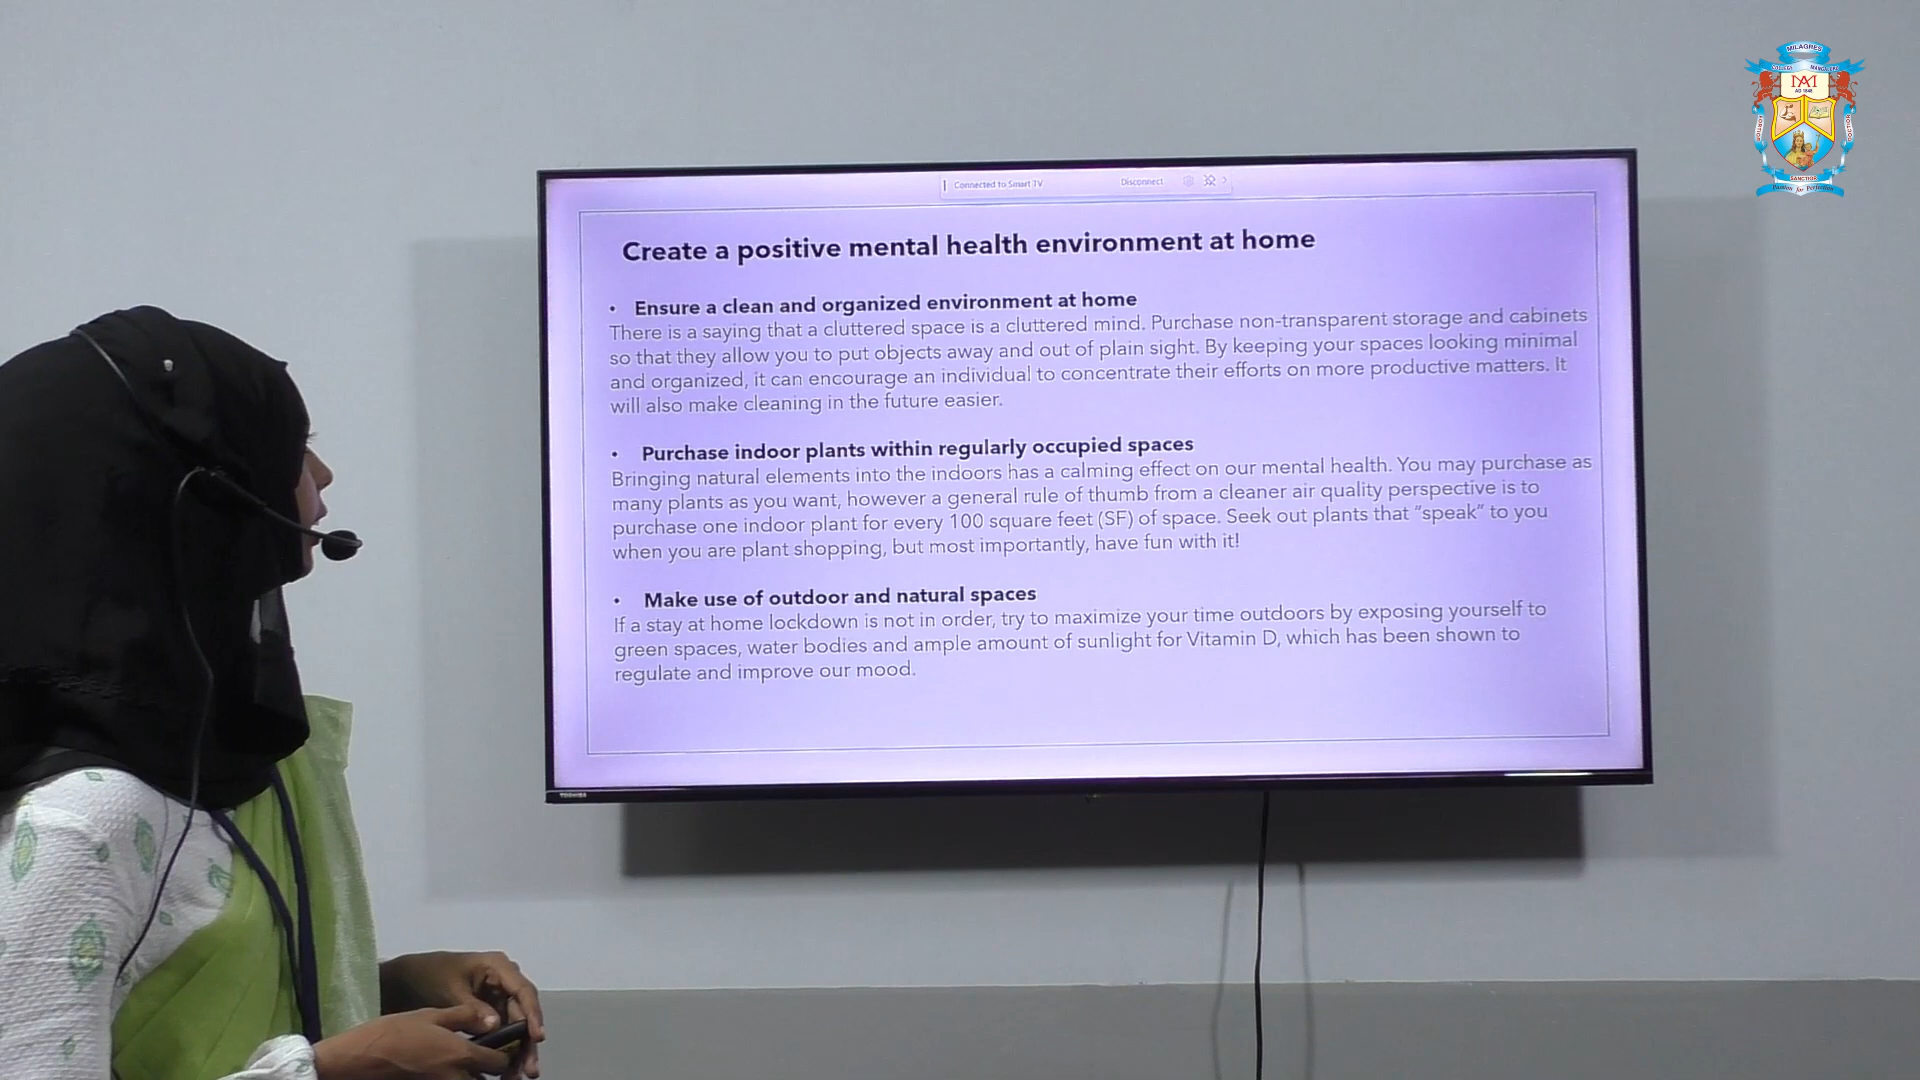 MILAGRES
COLLEGE MANGALORE
AD 1848
SANCTIOR
Passion for Perfection
Connected to Smart TV Disconnect
Create a positive mental health environment at home
• Ensure a clean and organized environment at home
There is a saying that a cluttered space is a cluttered mind. Purchase non-transparent storage and cabinets
so that they allow you to put objects away and out of plain sight. By keeping your spaces looking minimal
and organized, it can encourage an individual to concentrate their efforts on more productive matters. It
will also make cleaning in the future easier.
• Purchase indoor plants within regularly occupied spaces
Bringing natural elements into the indoors has a calming effect on our mental health. You may purchase as
many plants as you want, however a general rule of thumb from a cleaner air quality perspective is to
purchase one indoor plant for every 100 square feet (SF) of space. Seek out plants that “speak” to you
when you are plant shopping, but most importantly, have fun with it!
• Make use of outdoor and natural spaces
If a stay at home lockdown is not in order, try to maximize your time outdoors by exposing yourself to
green spaces, water bodies and ample amount of sunlight for Vitamin D, which has been shown to
regulate and improve our mood.
TOSHIBA